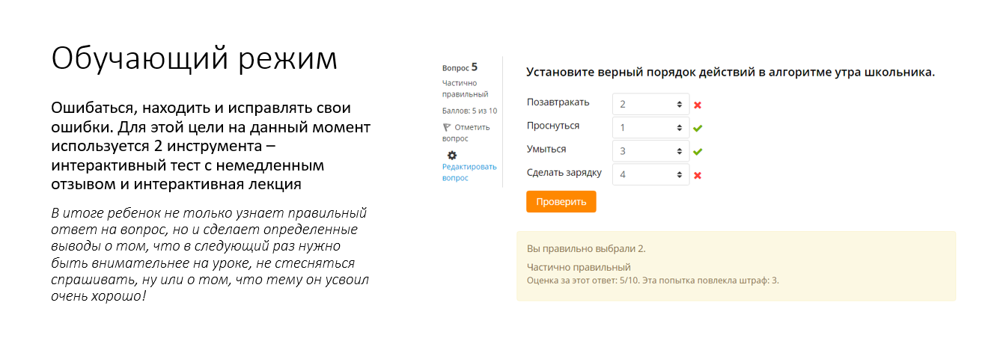 Обучающий режим
Ошибаться, находить и исправлять свои
ошибки. Для этой цели на данный момент
используется 2 инструмента –
интерактивный тест с немедленным
отзывом и интерактивная лекция
В итоге ребенок не только узнает правильный
ответ на вопрос, но и сделает определенные
выводы о том, что в следующий раз нужно
быть внимательнее на уроке, не стесняться
спрашивать, ну или о том, что тему он усвоил
очень хорошо!
Вопрос 5
Частично
правильный
Баллов: 5 из 10
Отметить
вопрос
Редактировать
вопрос
Установите верный порядок действий в алгоритме утра школьника.
Позавтракать 2
Проснуться 1
Умыться 3
Сделать зарядку 4
Проверить
Вы правильно выбрали 2.
Частично правильный
Оценка за этот ответ: 5/10. Эта попытка повлекла штраф: 3.